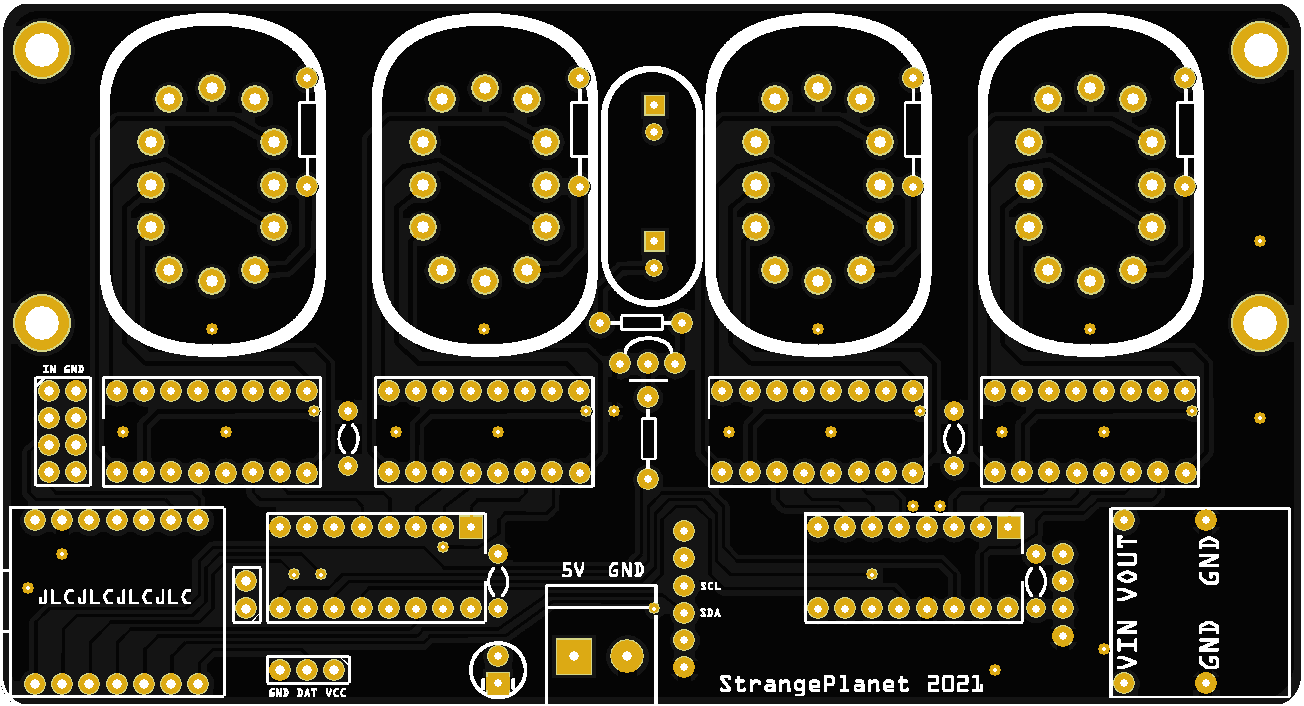 IN GND
5V GND
SCL
JLCJLCJLCJLC
SDA
VOUT GND
VIN GND
GND DAT VCC
StrangePlanet 2021